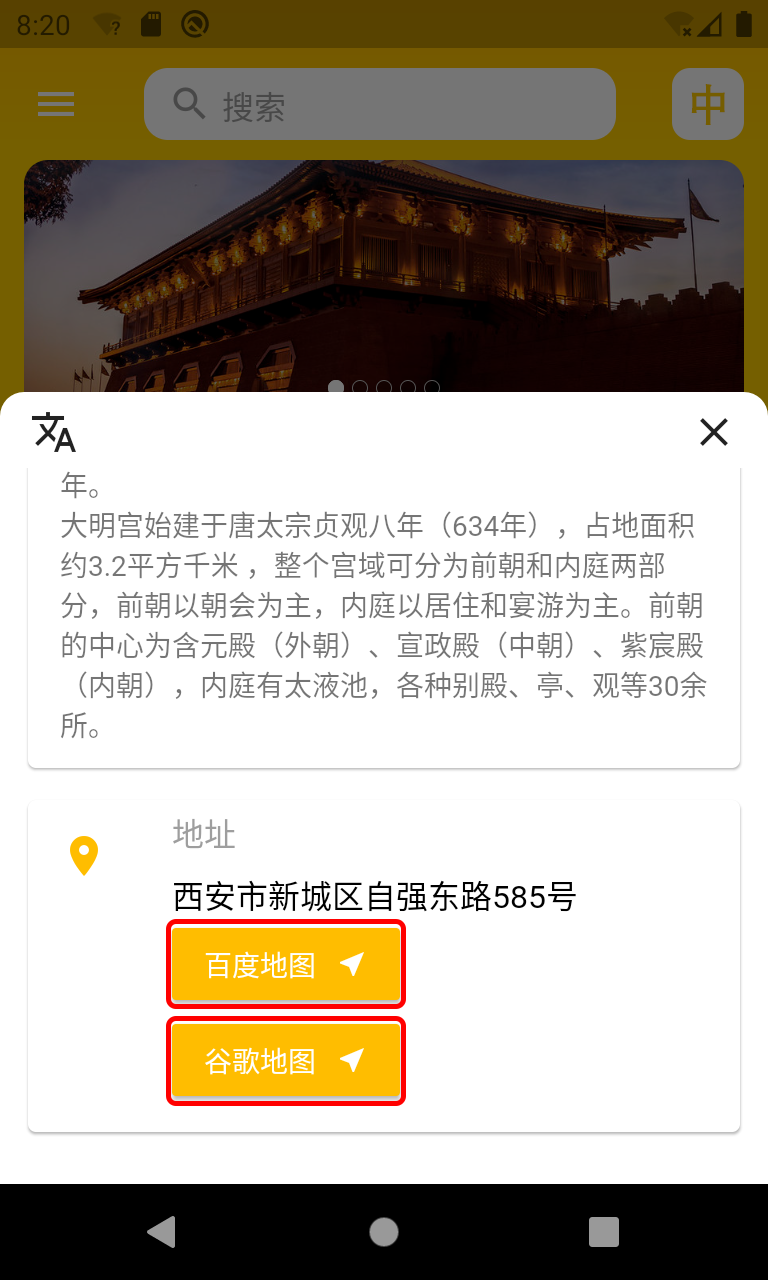 8:20
搜索
中
年。
大明宫始建于唐太宗贞观八年（634年），占地面积
约3.2平方千米 ，整个宫域可分为前朝和内庭两部
分，前朝以朝会为主，内庭以居住和宴游为主。前朝
的中心为含元殿（外朝）、宣政殿（中朝）、紫宸殿
（内朝），内庭有太液池，各种别殿、亭、观等30余
所。
地址
西安市新城区自强东路585号
百度地图
谷歌地图